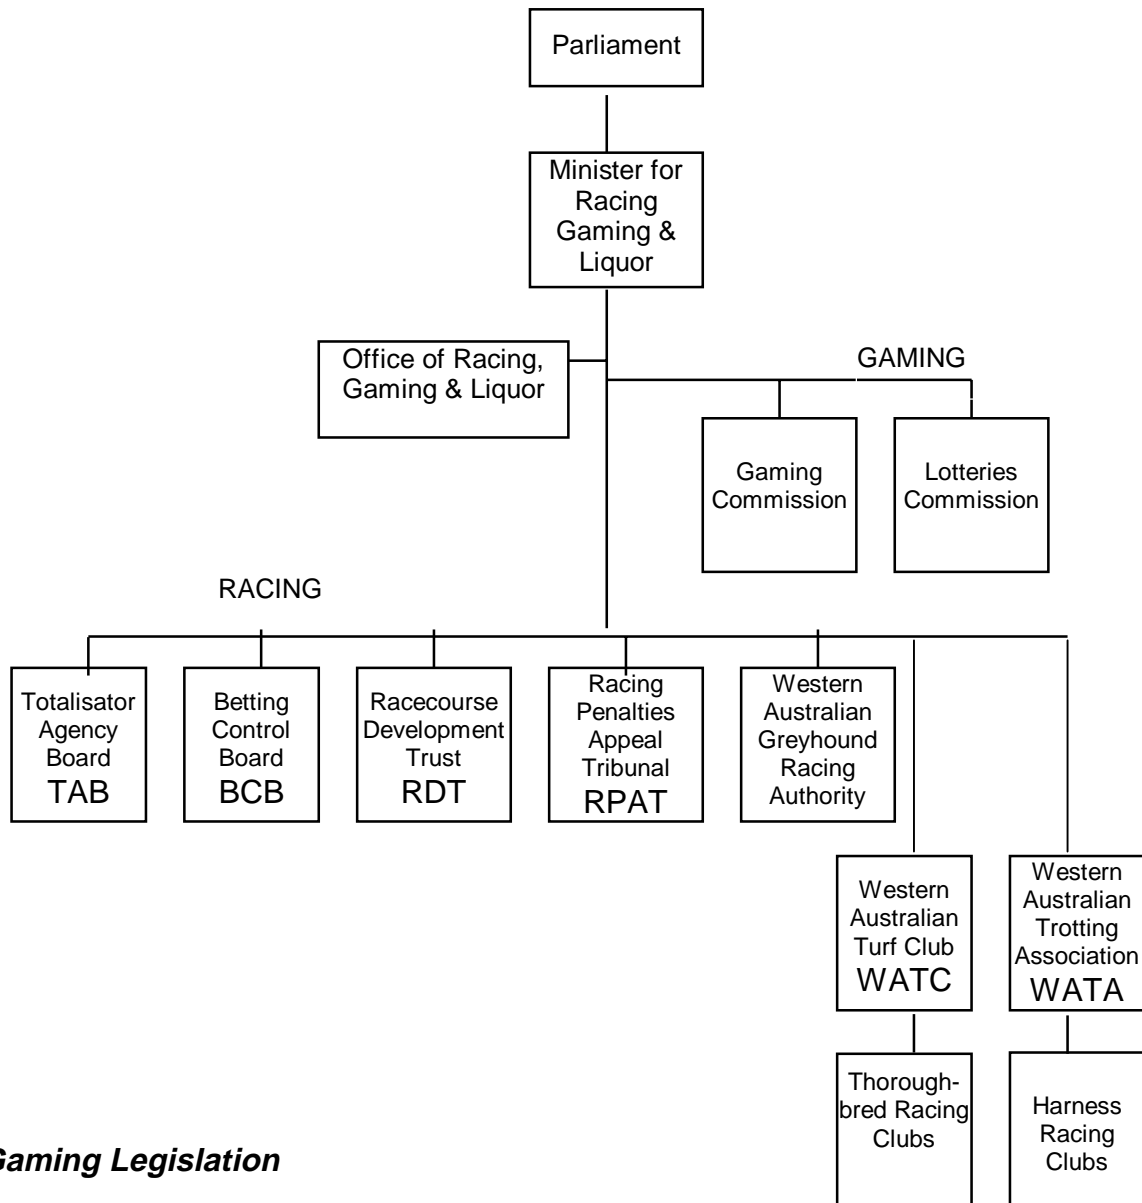 Parliament
Minister for
Racing
Gaming &
Liquor
Office of Racing,
Gaming & Liquor
GAMING
Gaming
Commission
Lotteries
Commission
RACING
Totalisator
Agency
Board
TAB
Betting
Control
Board
BCB
Racecourse
Development
Trust
RDT
Racing
Penalties
Appeal
Tribunal
RPAT
Western
Australian
Greyhound
Racing
Authority
Western
Australian
Turf Club
WATC
Western
Australian
Trotting
Association
WATA
Thorough-
bred Racing
Clubs
Harness
Racing
Clubs
Gaming Legislation